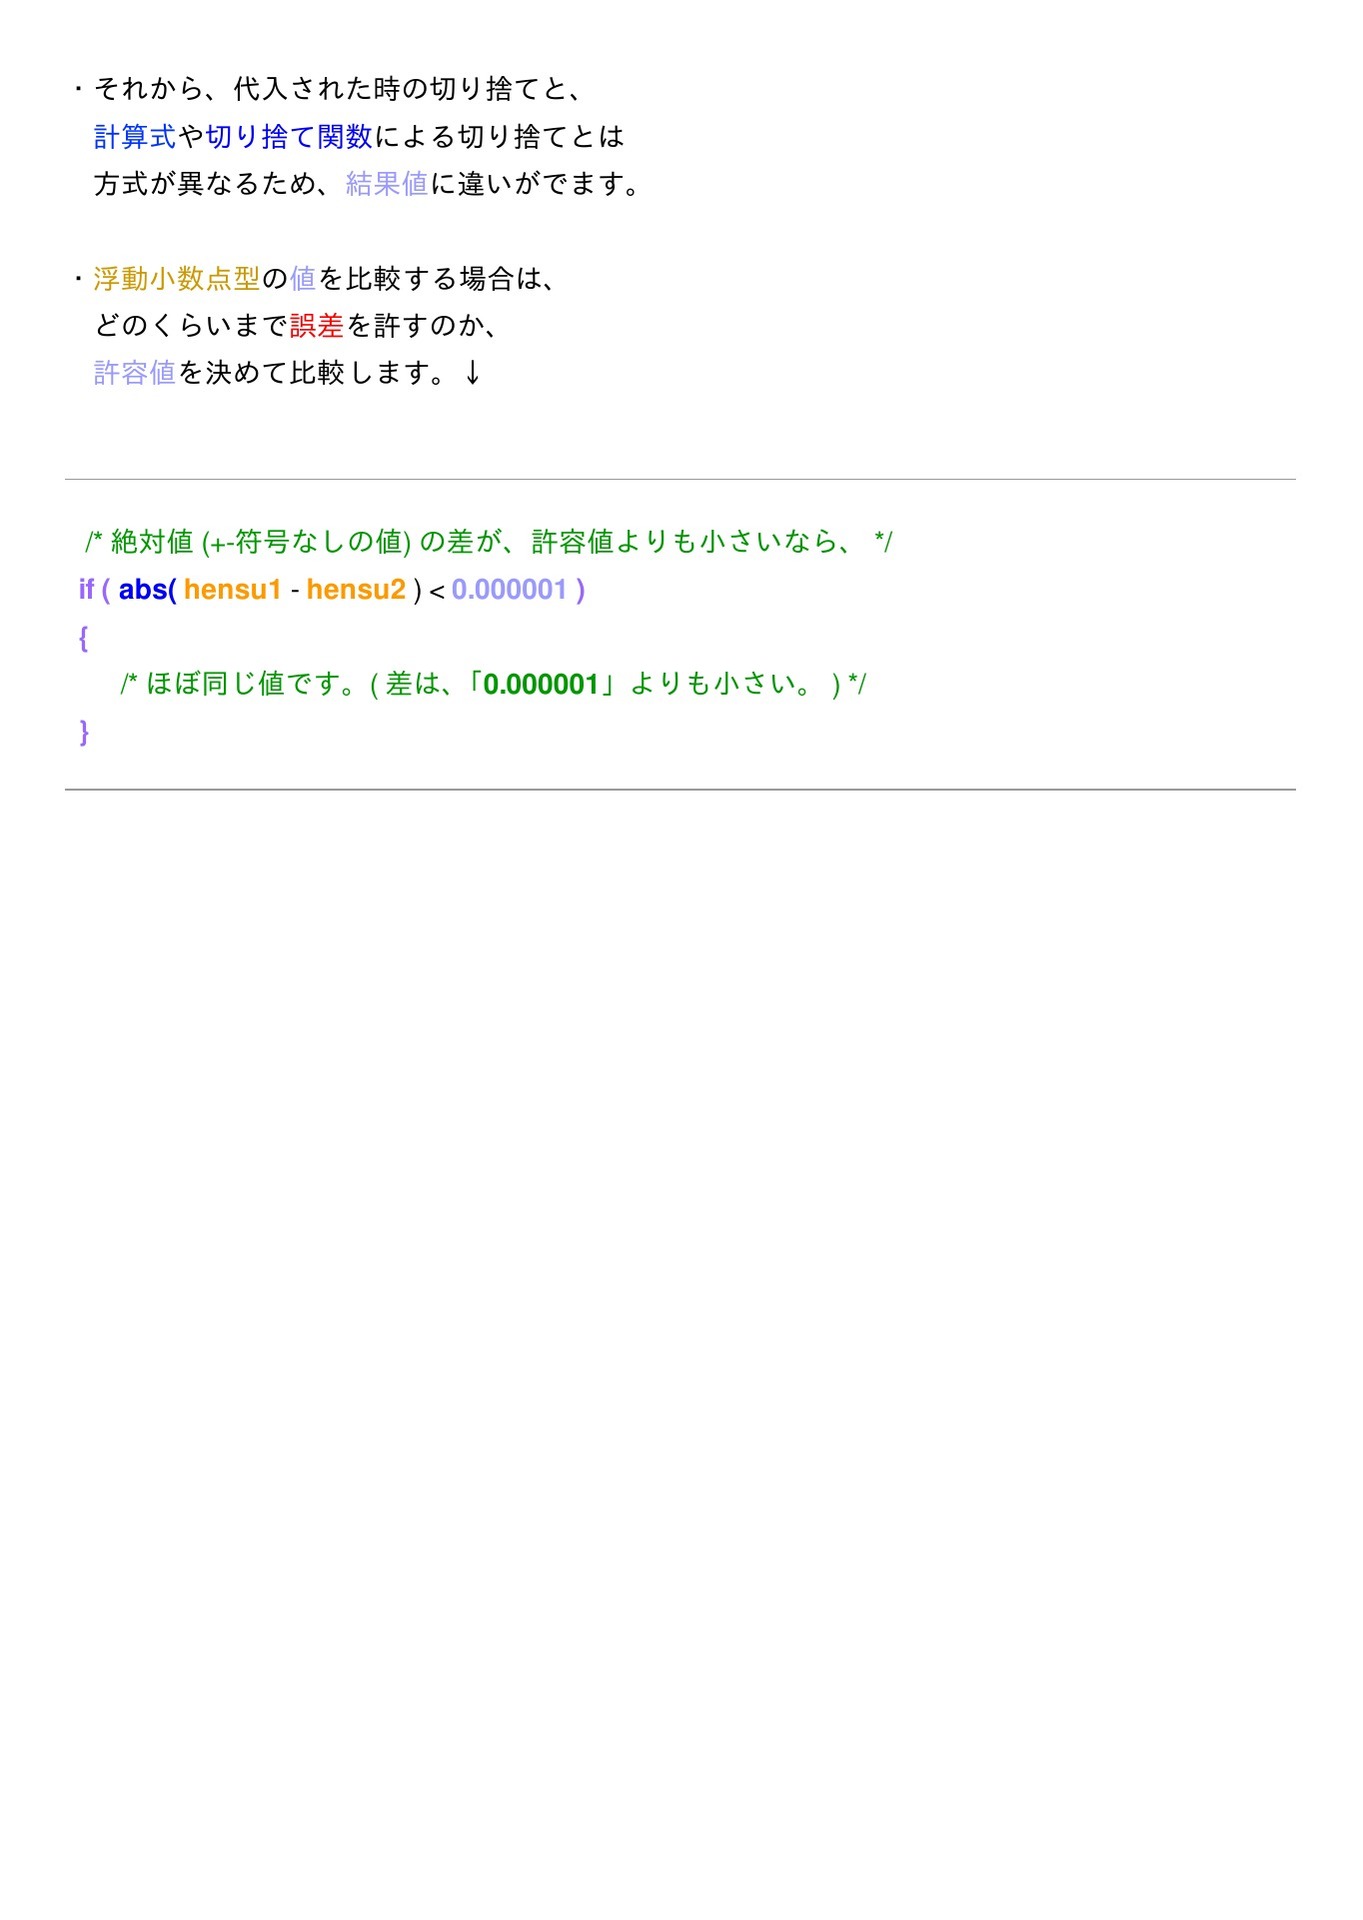 ・それから、代入された時の切り捨てと、
計算式や切り捨て関数による切り捨てとは
方式が異なるため、結果値に違いがでます。
・浮動小数点型の値を比較する場合は、
どのくらいまで誤差を許すのか、
許容値を決めて比較します。↓
/* 絶対値 (+-符号なしの値) の差が、許容値よりも小さいなら、 */
if ( abs( hensu1 - hensu2 ) < 0.000001 )
{
/* ほぼ同じ値です。( 差は、「0.000001」よりも小さい。 ) */
}